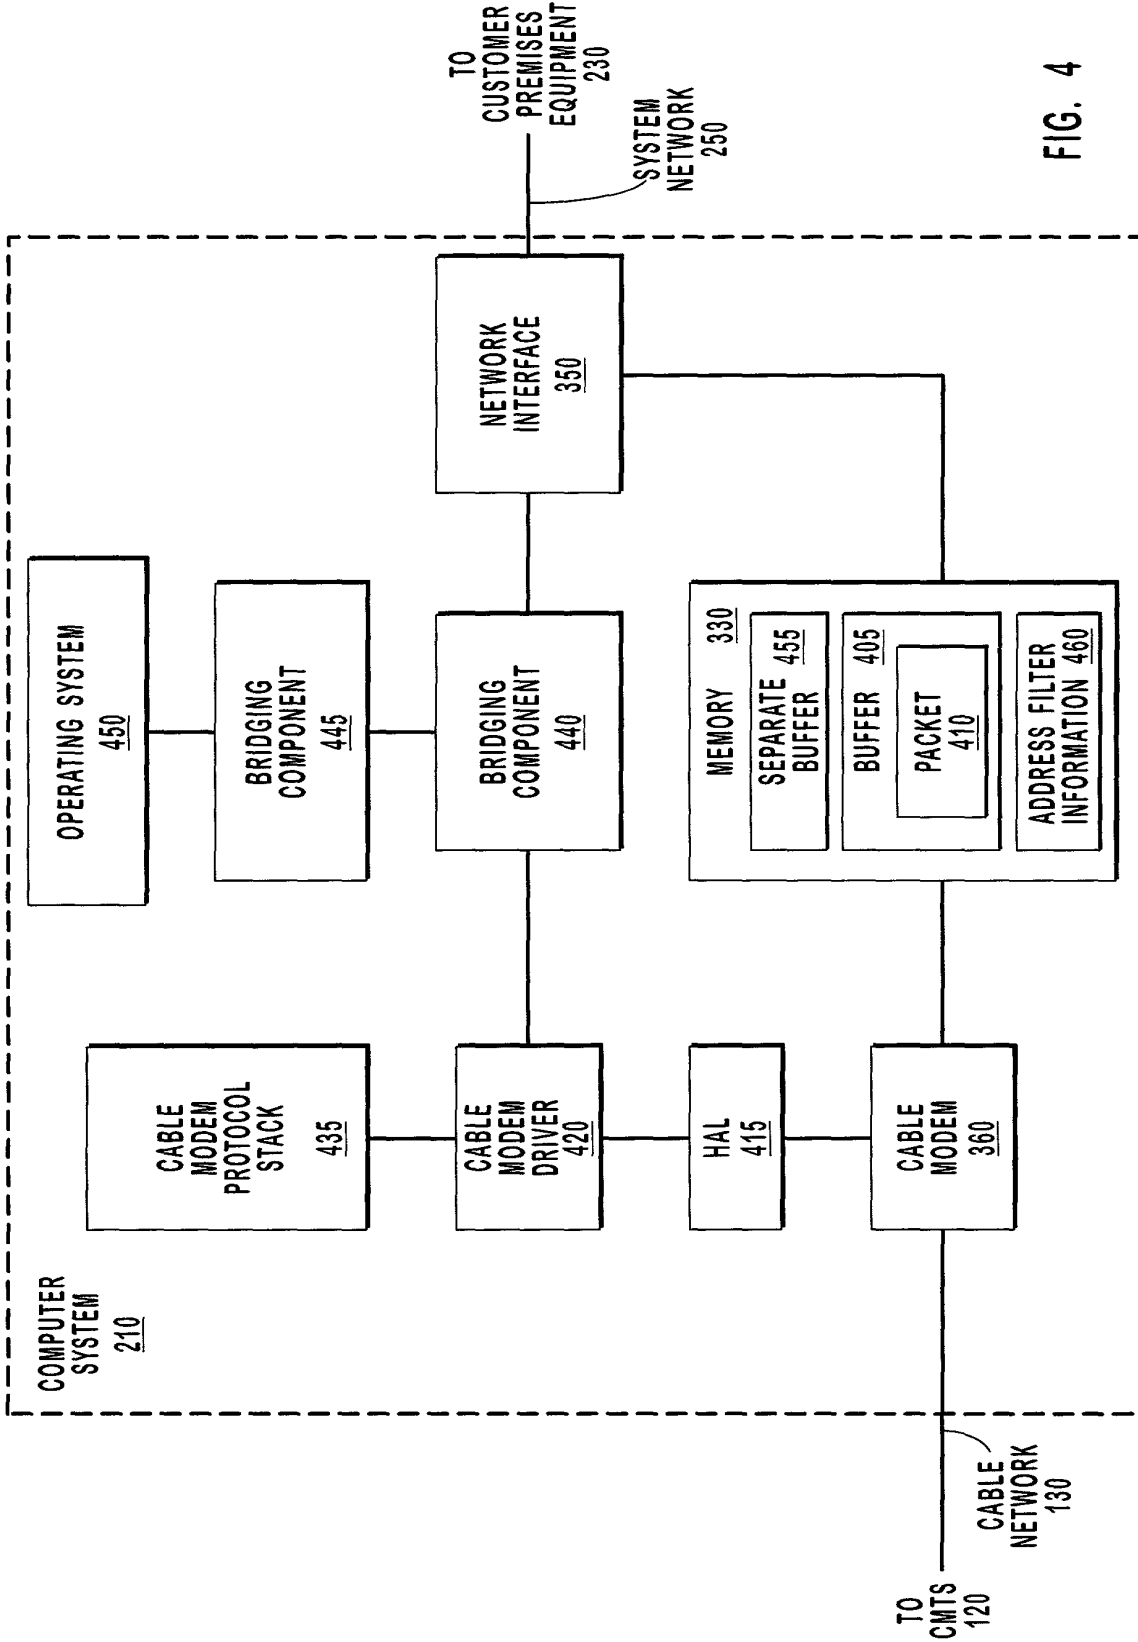 COMPUTER
SYSTEM
210
CABLE
MODEM
PROTOCOL
STACK
435
OPERATING SYSTEM
450
BRIDGING
COMPONENT
445
CABLE
MODEM
DRIVER
420
BRIDGING
COMPONENT
440
NETWORK
INTERFACE
350
TO
CUSTOMER
PREMISES
EQUIPMENT
230
SYSTEM
NETWORK
250
HAL
415
MEMORY 330
SEPARATE 455
BUFFER
BUFFER 405
PACKET
410
ADDRESS FILTER
INFORMATION 460
CABLE
MODEM
360
TO
CMTS
120
CABLE
NETWORK
130
FIG. 4